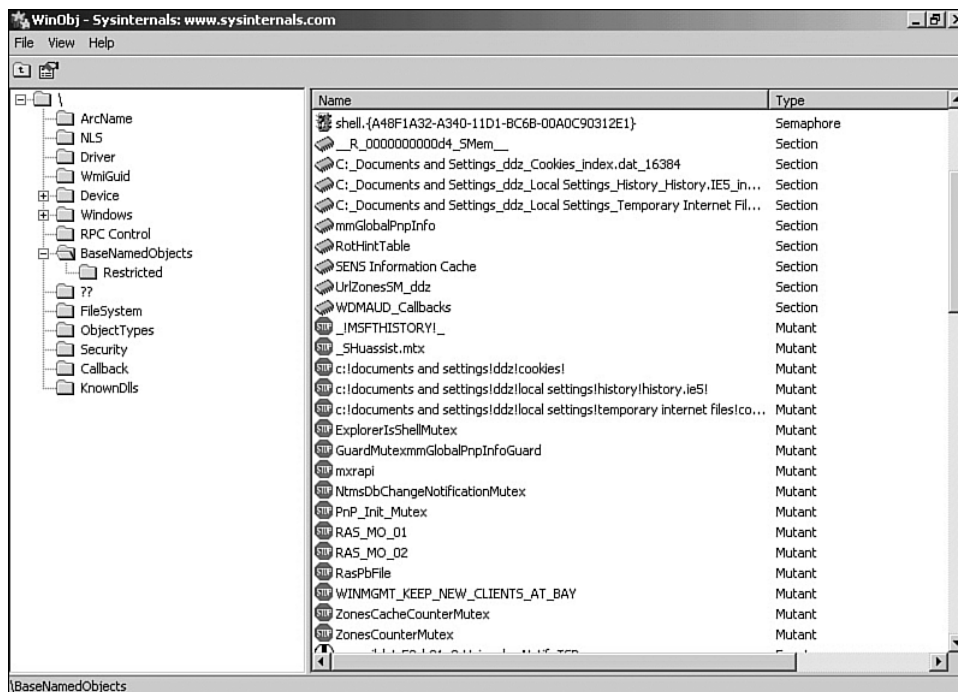 WinObj - Sysinternals: www.sysinternals.com
File View Help
\
ArcName
NLS
Driver
WmiGuid
Device
Windows
RPC Control
BaseNamedObjects
Restricted
??
FileSystem
ObjectTypes
Security
Callback
KnownDlls
Name Type
shell.{A48F1A32-A340-11D1-BC6B-00A0C90312E1} Semaphore
__R_0000000000d4_SMem__ Section
C:_Documents and Settings_ddz_Cookies_index.dat_16384 Section
C:_Documents and Settings_ddz_Local Settings_History_History.IE5_in... Section
C:_Documents and Settings_ddz_Local Settings_Temporary Internet Fil... Section
mmGlobalPnpInfo Section
RotHintTable Section
SENS Information Cache Section
UrlZonesSM_ddz Section
WDMAUD_Callbacks Section
_!MSFTHISTORY!_ Mutant
_SHuassist.mtx Mutant
c:!documents and settings!ddz!cookies! Mutant
c:!documents and settings!ddz!local settings!history!history.ie5! Mutant
c:!documents and settings!ddz!local settings!temporary internet files!co... Mutant
ExplorerIsShellMutex Mutant
GuardMutexmmGlobalPnpInfoGuard Mutant
mxrapi Mutant
NtmsDbChangeNotificationMutex Mutant
PnP_Init_Mutex Mutant
RAS_MO_01 Mutant
RAS_MO_02 Mutant
RasPbFile Mutant
WINMGMT_KEEP_NEW_CLIENTS_AT_BAY Mutant
ZonesCacheCounterMutex Mutant
ZonesCounterMutex Mutant
\BaseNamedObjects